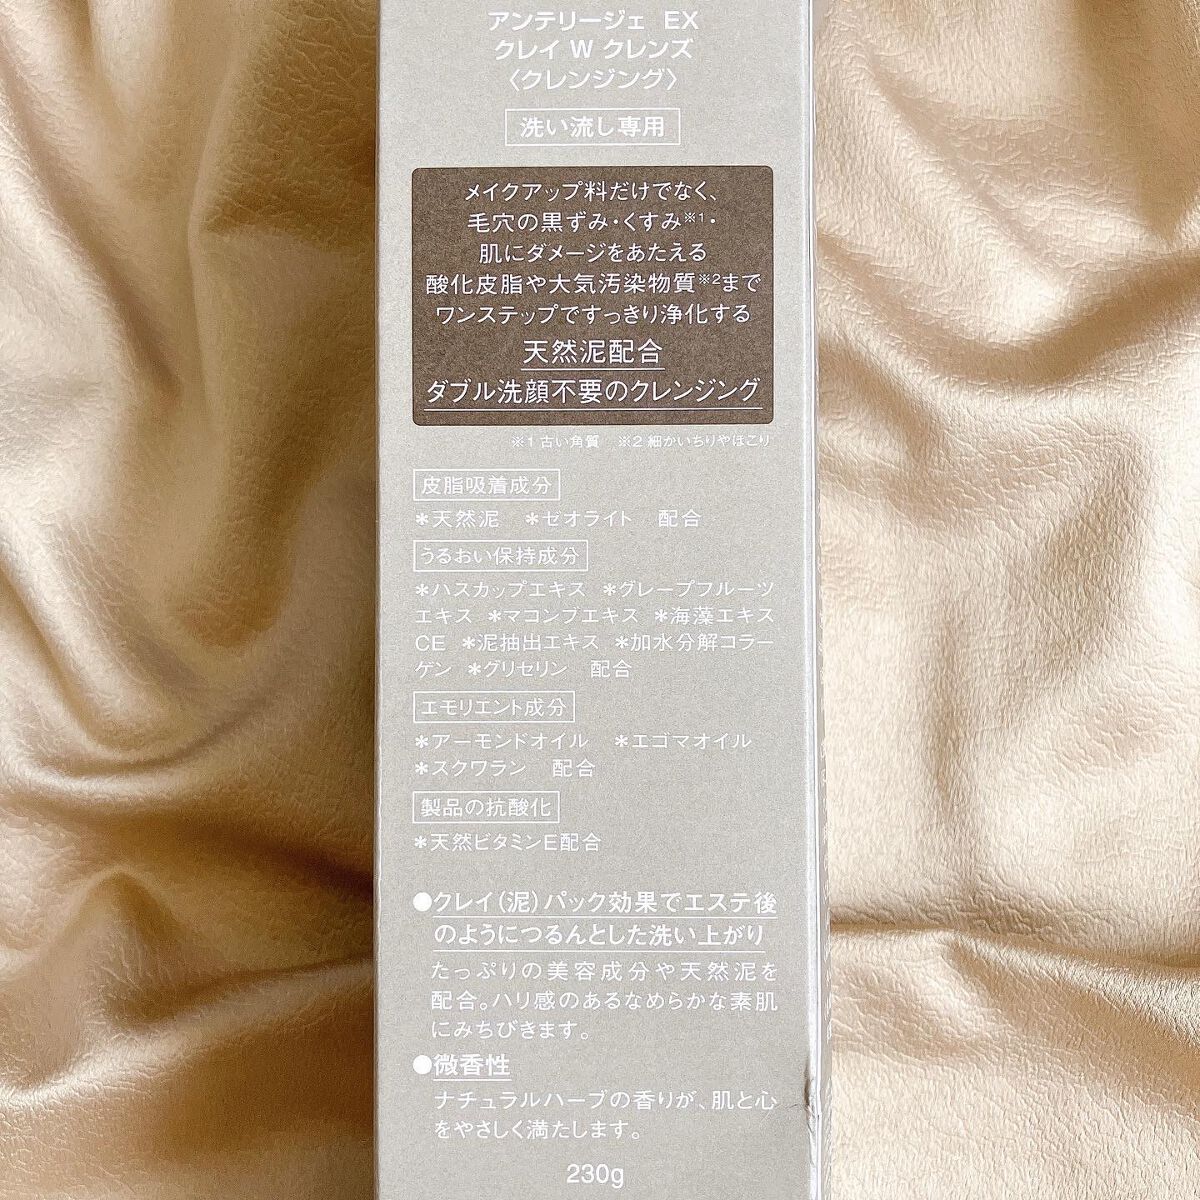 アンテリージェ EX
クレイ W クレンズ
〈クレンジング〉
洗い流し専用
メイクアップ料だけでなく、
毛穴の黒ずみ・くすみ※1・
肌にダメージをあたえる
酸化皮脂や大気汚染物質※2まで
ワンステップですっきり浄化する
天然泥配合
ダブル洗顔不要のクレンジング
※1 古い角質 ※2 細かいちりやほこり
皮脂吸着成分
＊天然泥 ＊ゼオライト 配合
うるおい保持成分
＊ハスカップエキス ＊グレープフルーツ
エキス ＊マコンブエキス ＊海藻エキス
CE ＊泥抽出エキス ＊加水分解コラー
ゲン ＊グリセリン 配合
エモリエント成分
＊アーモンドオイル ＊エゴマオイル
＊スクワラン 配合
製品の抗酸化
＊天然ビタミンE配合
●クレイ（泥）パック効果でエステ後
のようにつるんとした洗い上がり
たっぷりの美容成分や天然泥を
配合。ハリ感のあるなめらかな素肌
にみちびきます。
●微香性
ナチュラルハーブの香りが、肌と心
をやさしく満たします。
230g